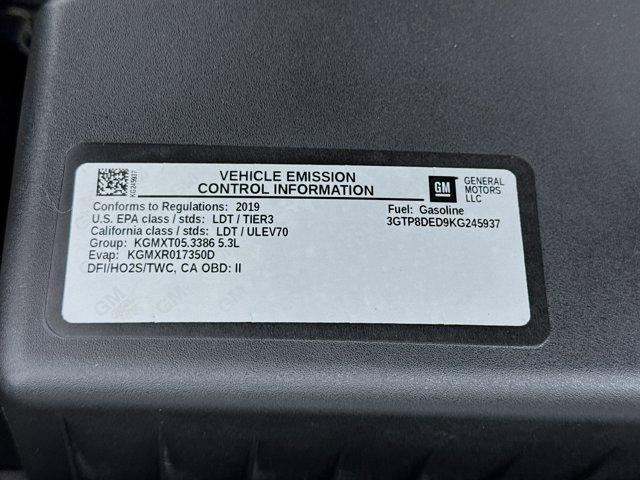 VEHICLE EMISSION
CONTROL INFORMATION
KG245937
GM
GENERAL
MOTORS
LLC
Conforms to Regulations: 2019
U.S. EPA class / stds: LDT / TIER3
California class / stds: LDT / ULEV70
Group: KGMXT05.3386 5.3L
Evap: KGMXR017350D
DFI/HO2S/TWC, CA OBD: II
Fuel: Gasoline
3GTP8DED9KG245937